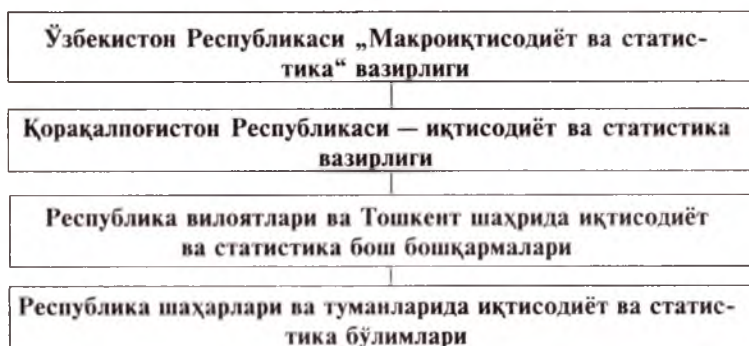 Ўзбекистон Республикаси „Макроиқтисодиёт ва статис-
тика“ вазирлиги
Қорақалпоғистон Республикаси — иқтисодиёт ва статистика
вазирлиги
Республика вилоятлари ва Тошкент шаҳрида иқтисодиёт
ва статистика бош бошқармалари
Республика шаҳарлари ва туманларида иқтисодиёт ва статис-
тика бўлимлари